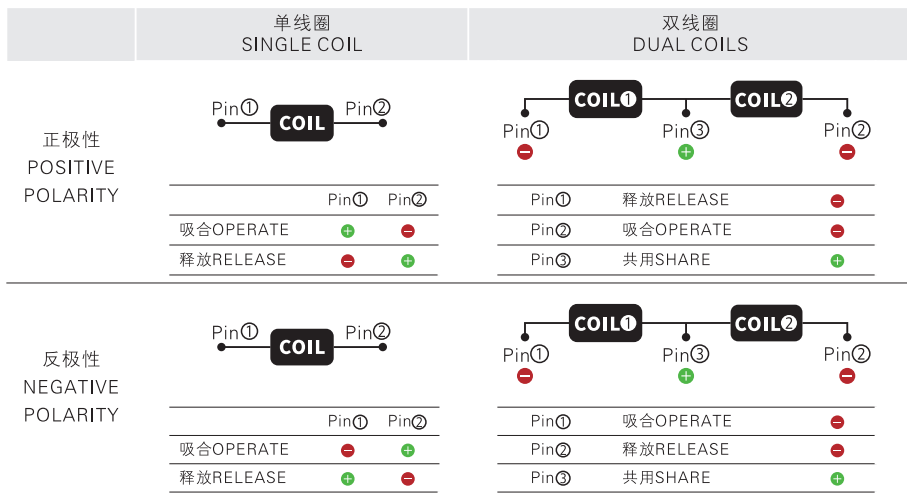 单线圈
SINGLE COIL
双线圈
DUAL COILS
正极性
POSITIVE
POLARITY
Pin① COIL Pin②
Pin① Pin②
吸合OPERATE + −
释放RELEASE − +
COIL❶ COIL❷
Pin① Pin③ Pin②
− + −
Pin① 释放RELEASE −
Pin② 吸合OPERATE −
Pin③ 共用SHARE +
反极性
NEGATIVE
POLARITY
Pin① COIL Pin②
Pin① Pin②
吸合OPERATE − +
释放RELEASE + −
COIL❶ COIL❷
Pin① Pin③ Pin②
− + −
Pin① 吸合OPERATE −
Pin② 释放RELEASE −
Pin③ 共用SHARE +